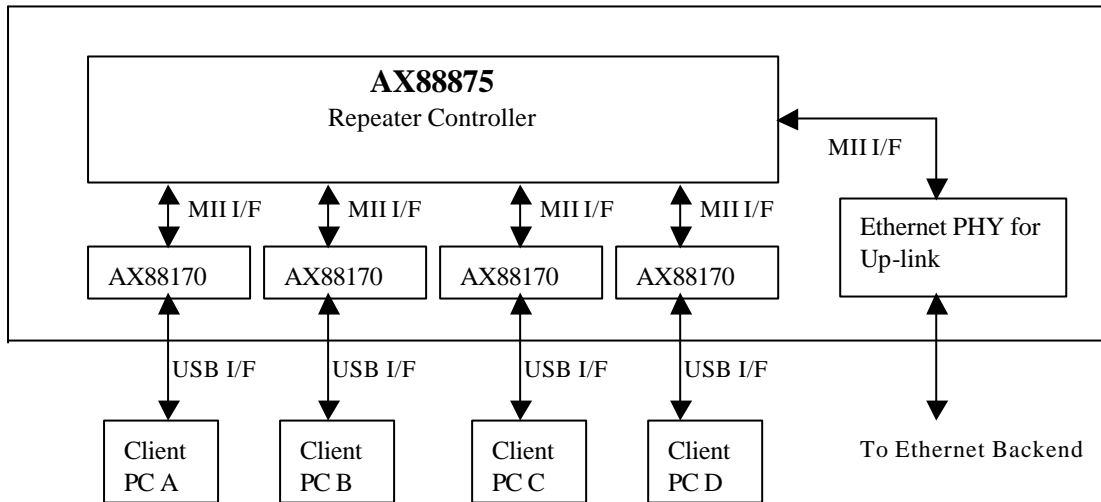 AX88875
Repeater Controller
MII I/F
MII I/F
MII I/F
MII I/F
MII I/F
Ethernet PHY for
Up-link
AX88170
AX88170
AX88170
AX88170
USB I/F
USB I/F
USB I/F
USB I/F
Client
PC A
Client
PC B
Client
PC C
Client
PC D
To Ethernet Backend